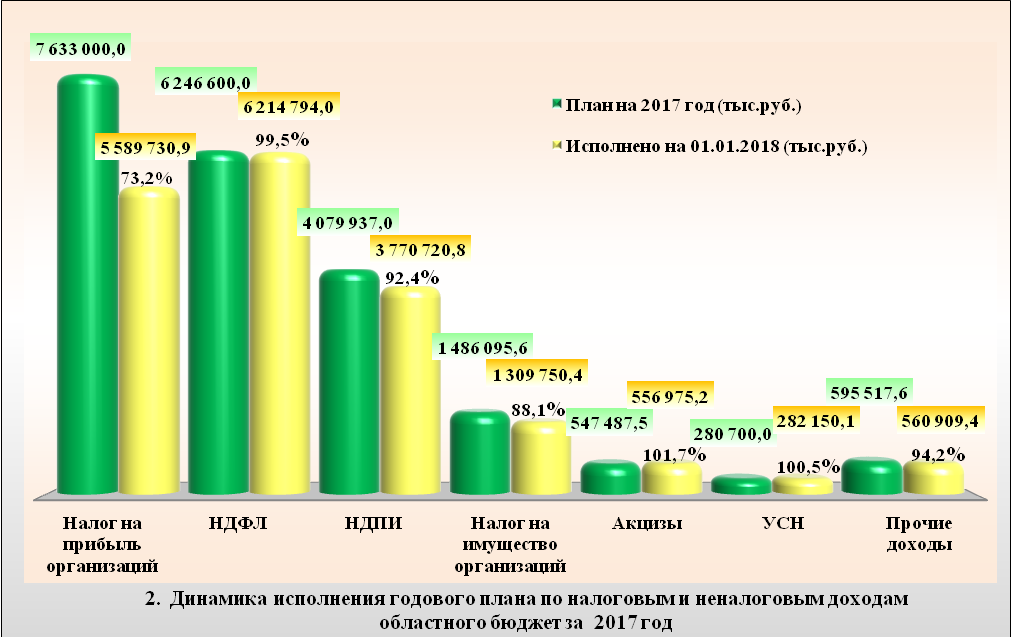 7 633 000,0
5 589 730,9
73,2%
6 246 600,0
6 214 794,0
99,5%
4 079 937,0
3 770 720,8
92,4%
1 486 095,6
1 309 750,4
88,1%
547 487,5
556 975,2
101,7%
280 700,0
282 150,1
100,5%
595 517,6
560 909,4
94,2%
План на 2017 год (тыс.руб.)
Исполнено на 01.01.2018 (тыс.руб.)
Налог на
прибыль
организаций
НДФЛ
НДПИ
Налог на
имущество
организаций
Акцизы
УСН
Прочие
доходы
2. Динамика исполнения годового плана по налоговым и неналоговым доходам
областного бюджет за 2017 год